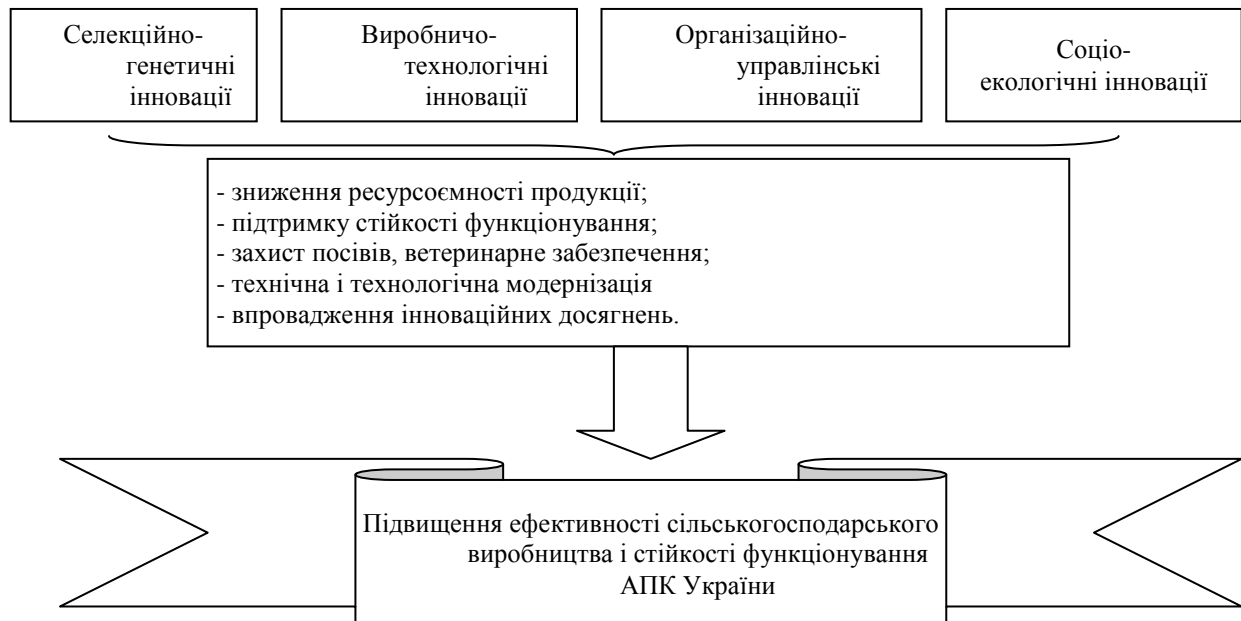 Селекційно-
генетичні
інновації
Виробничо-
технологічні
інновації
Організаційно-
управлінські
інновації
Соціо-
екологічні інновації
- зниження ресурсоємності продукції;
- підтримку стійкості функціонування;
- захист посівів, ветеринарне забезпечення;
- технічна і технологічна модернізація
- впровадження інноваційних досягнень.
Підвищення ефективності сільськогосподарського
виробництва і стійкості функціонування
АПК України